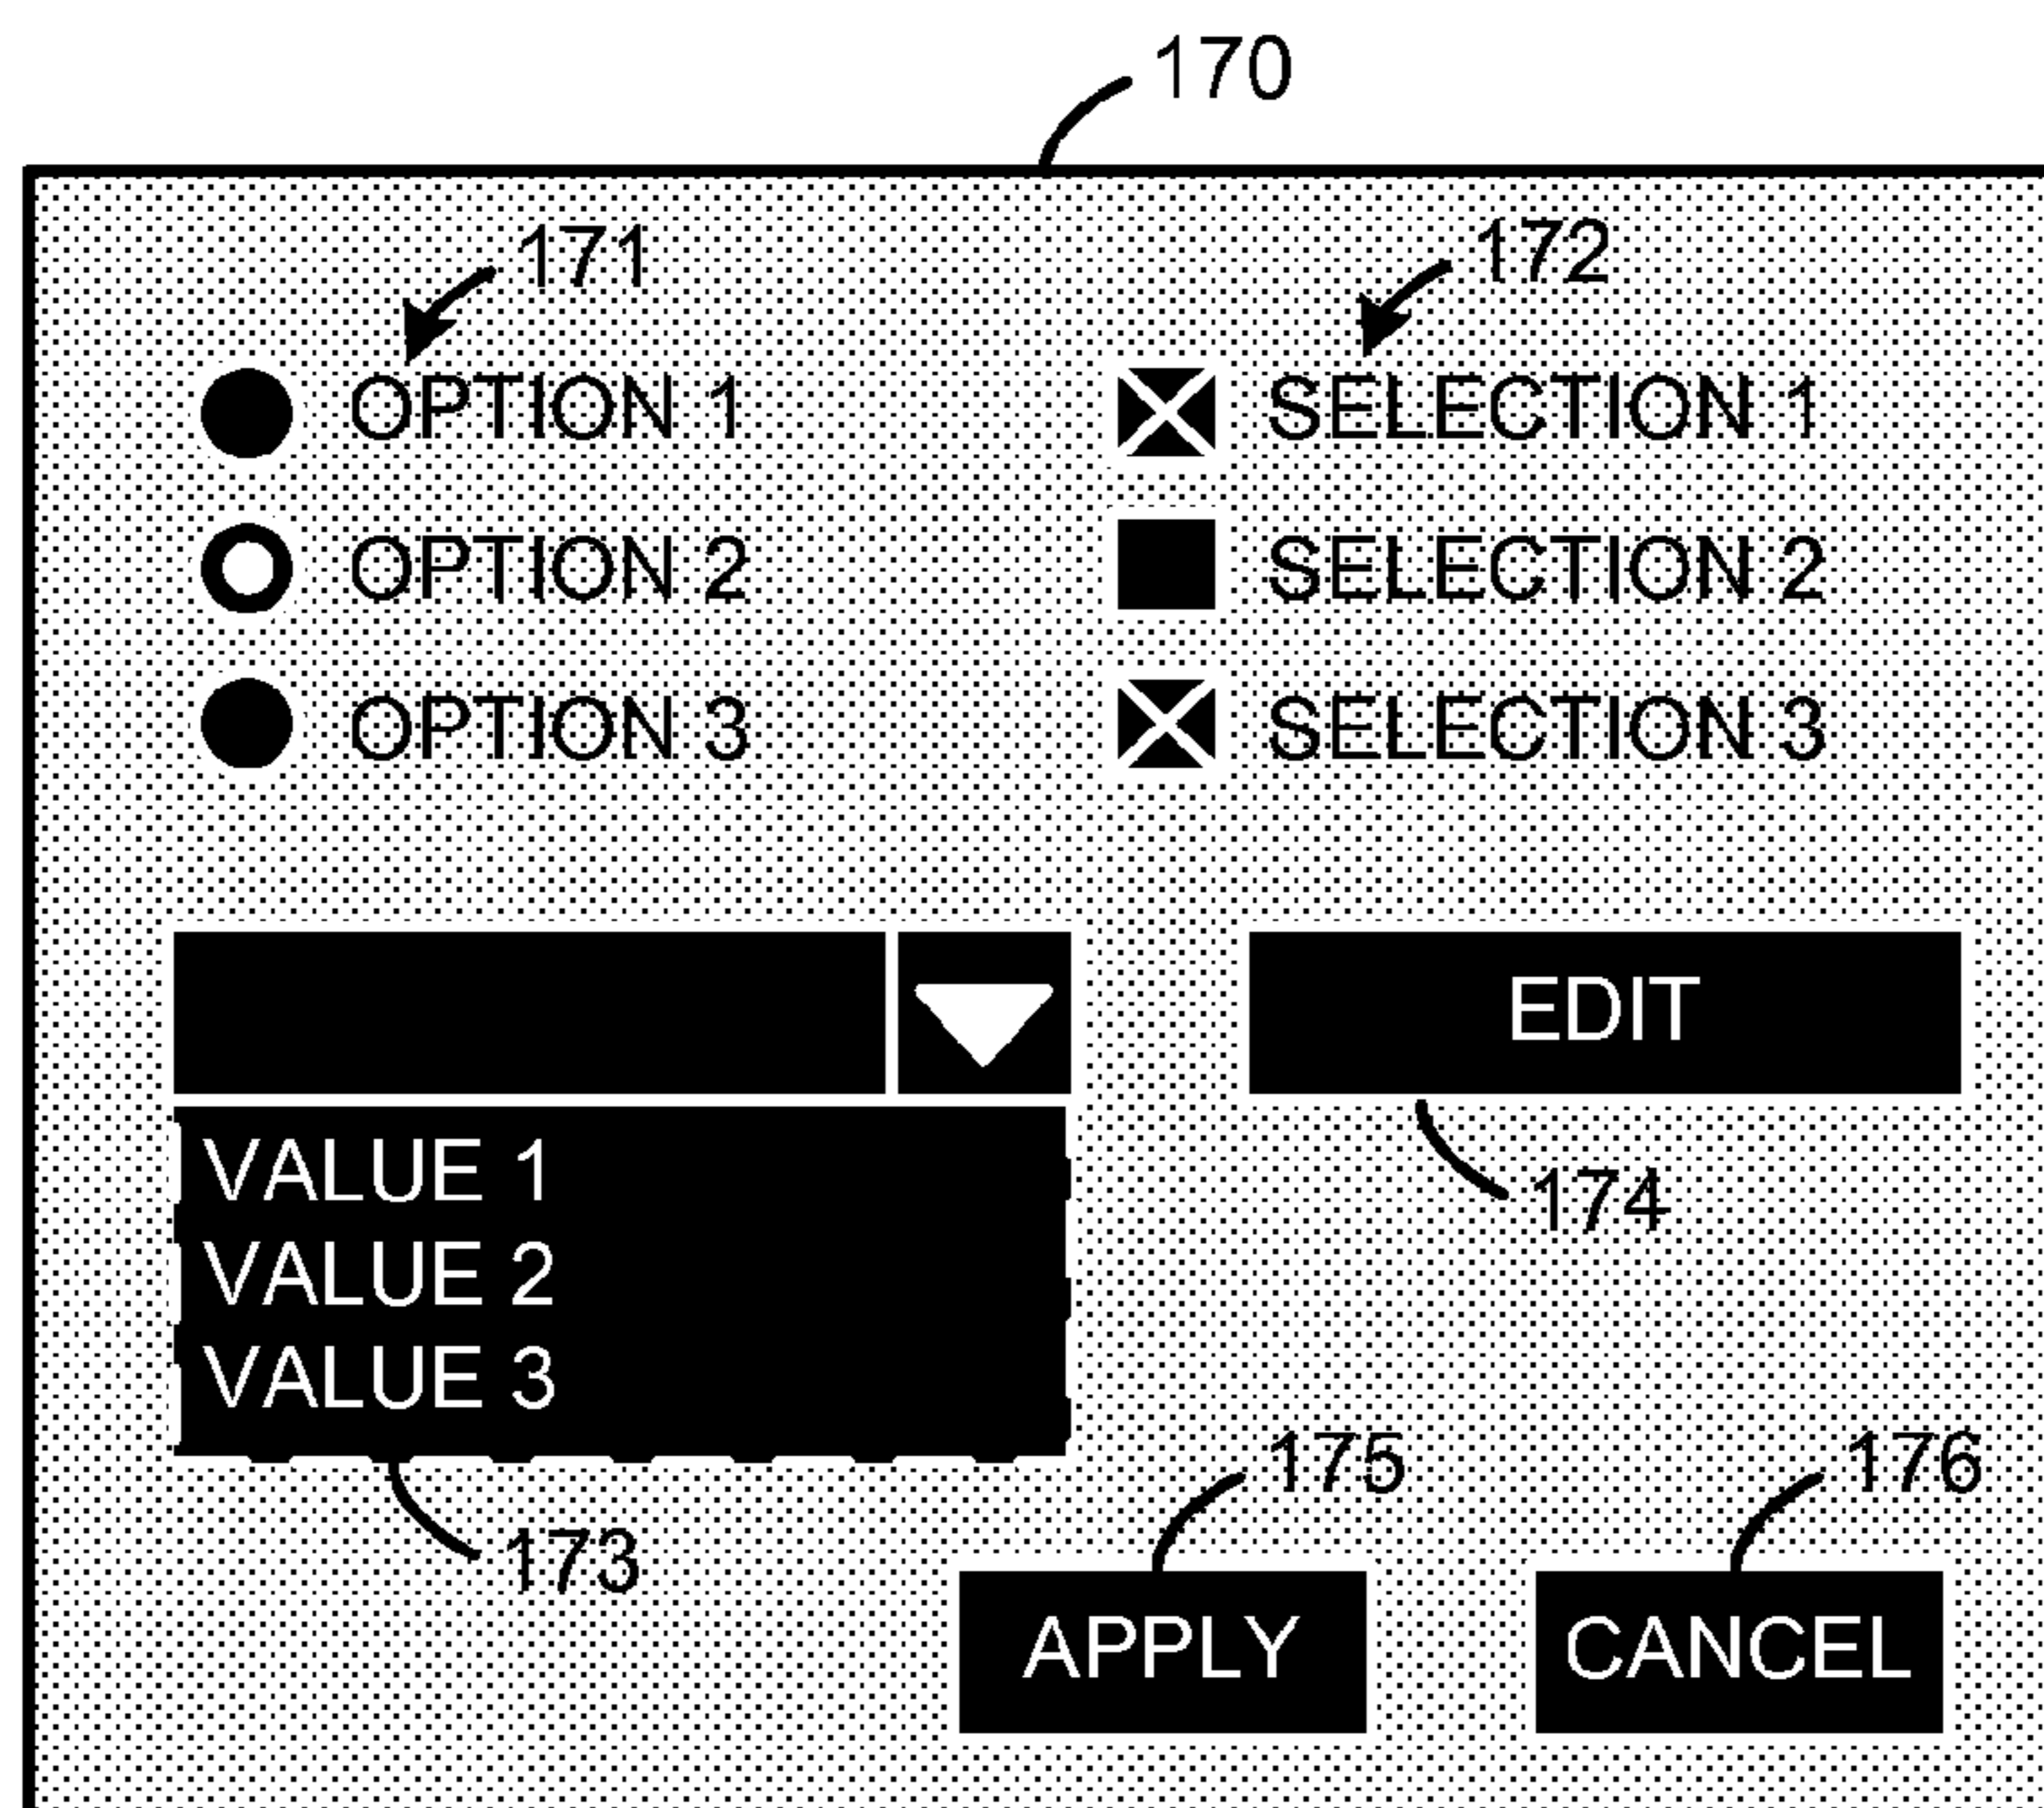 170
171
172
OPTION 1
SELECTION 1
OPTION 2
SELECTION 2
OPTION 3
SELECTION 3
EDIT
VALUE 1
174
VALUE 2
VALUE 3
175
176
173
APPLY
CANCEL